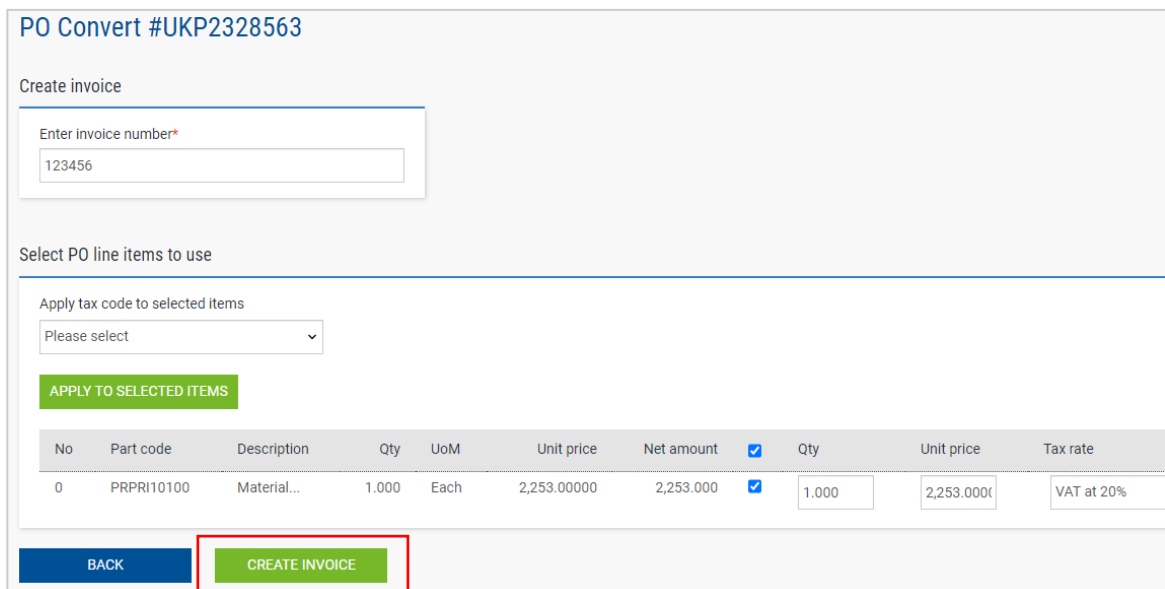 PO Convert #UKP2328563
Create invoice
Enter invoice number*
123456
Select PO line items to use
Apply tax code to selected items
Please select
APPLY TO SELECTED ITEMS
No Part code Description Qty UoM Unit price Net amount Qty Unit price Tax rate
0 PRPRI10100 Material... 1.000 Each 2,253.00000 2,253.000 1.000 2,253.000 VAT at 20%
BACK CREATE INVOICE